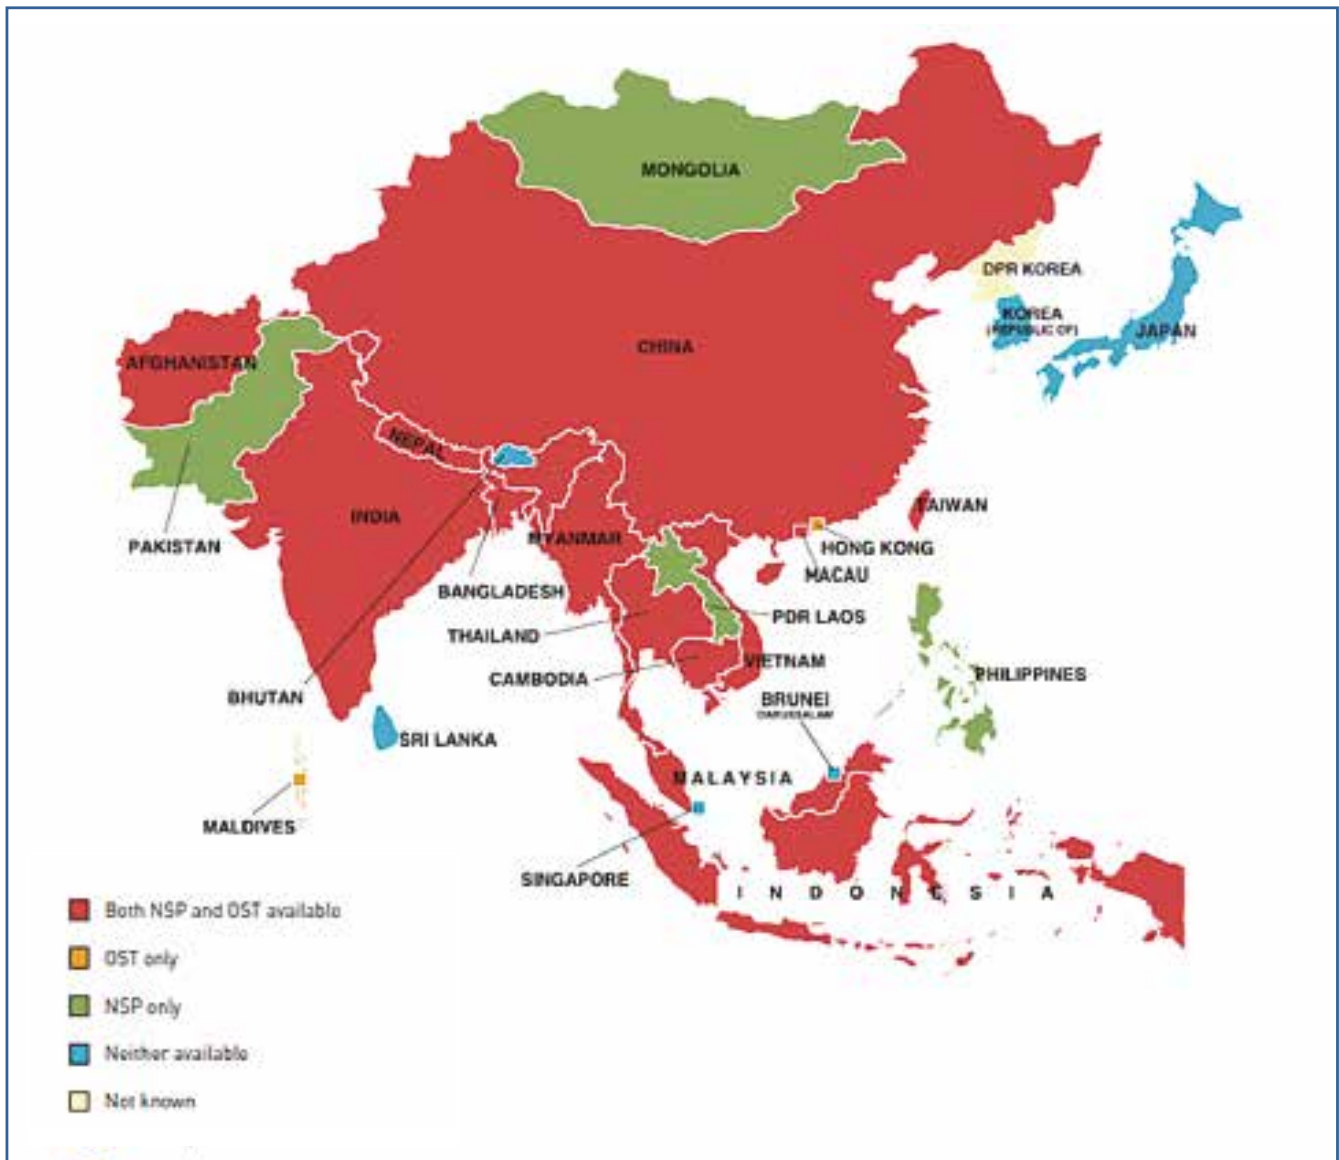 MONGOLIA
DPR KOREA
KOREA
(REPUBLIC OF)
JAPAN
CHINA
AFGHANISTAN
NEPAL
INDIA
TAIWAN
PAKISTAN
MYANMAR
HONG KONG
MACAU
BANGLADESH
PDR LAOS
THAILAND
VIETNAM
CAMBODIA
PHILIPPINES
BHUTAN
BRUNEI
DARUSSALAM
SRI LANKA
MALAYSIA
MALDIVES
SINGAPORE
INDONESIA
Both NSP and OST available
OST only
NSP only
Neither available
Not known